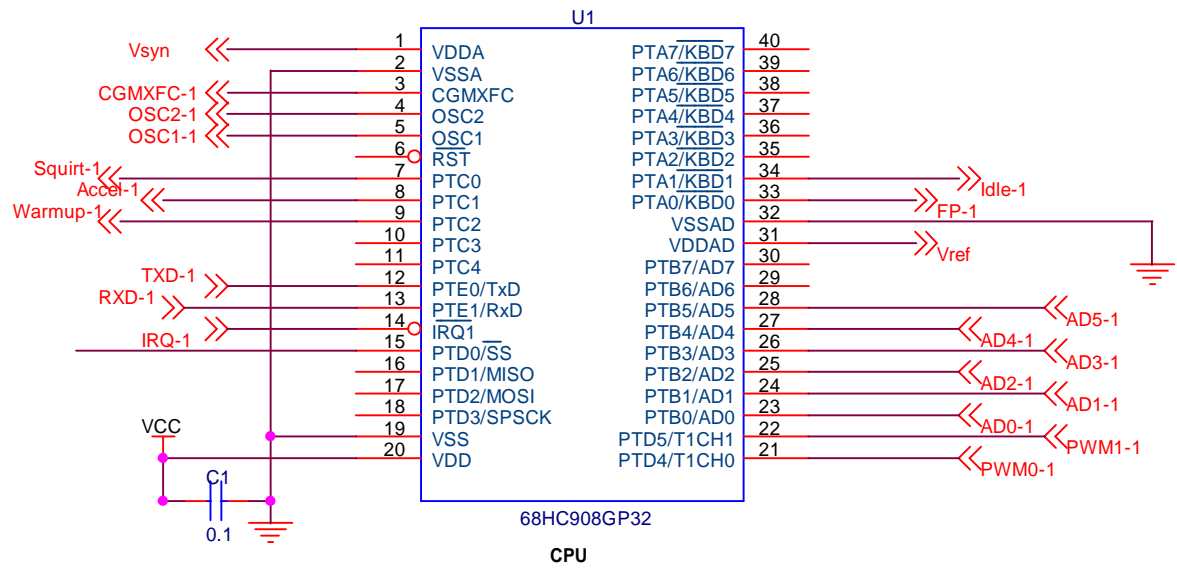 U1
Vsyn 1 VDDA PTA7/KBD7 40
2 VSSA PTA6/KBD6 39
CGMXFC-1 3 CGMXFC PTA5/KBD5 38
OSC2-1 4 OSC2 PTA4/KBD4 37
OSC1-1 5 OSC1 PTA3/KBD3 36
6 RST PTA2/KBD2 35
Squirt-1 7 PTC0 PTA1/KBD1 34 Idle-1
Accel-1 8 PTC1 PTA0/KBD0 33 FP-1
Warmup-1 9 PTC2 VSSAD 32
10 PTC3 VDDAD 31 Vref
11 PTC4 PTB7/AD7 30
TXD-1 12 PTE0/TxD PTB6/AD6 29
RXD-1 13 PTE1/RxD PTB5/AD5 28 AD5-1
IRQ-1 14 IRQ1 PTB4/AD4 27 AD4-1
15 PTD0/SS PTB3/AD3 26 AD3-1
16 PTD1/MISO PTB2/AD2 25 AD2-1
17 PTD2/MOSI PTB1/AD1 24 AD1-1
18 PTD3/SPSCK PTB0/AD0 23 AD0-1
19 VSS PTD5/T1CH1 22 PWM1-1
20 VDD PTD4/T1CH0 21 PWM0-1
VCC
C1
0.1
68HC908GP32
CPU